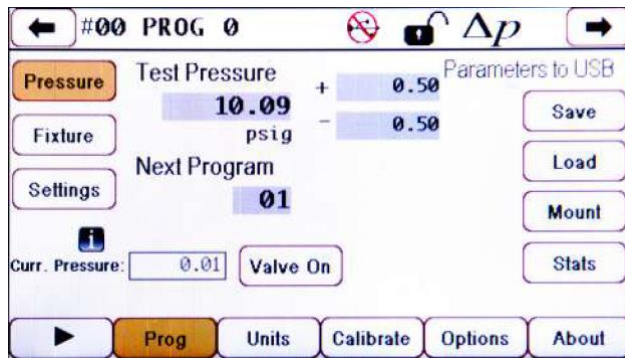 #00 PROG 0 Δp
Pressure
Fixture
Settings
Test Pressure
10.09
psig
+ 0.50
- 0.50
Next Program
01
Parameters to USB
Save
Load
Mount
Stats
i
Curr. Pressure: 0.01 Valve On
Prog Units Calibrate Options About